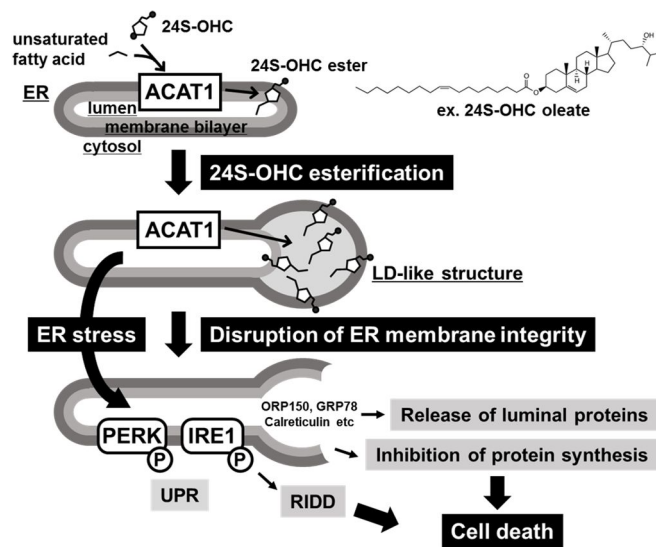 24S-OHC
unsaturated
fatty acid
ER
ACAT1
24S-OHC ester
lumen
membrane bilayer
cytosol
O
O
OH
ex. 24S-OHC oleate
24S-OHC esterification
ACAT1
LD-like structure
ER stress
Disruption of ER membrane integrity
ORP150, GRP78
Calreticulin etc
Release of luminal proteins
PERK
IRE1
P
P
Inhibition of protein synthesis
UPR
RIDD
Cell death